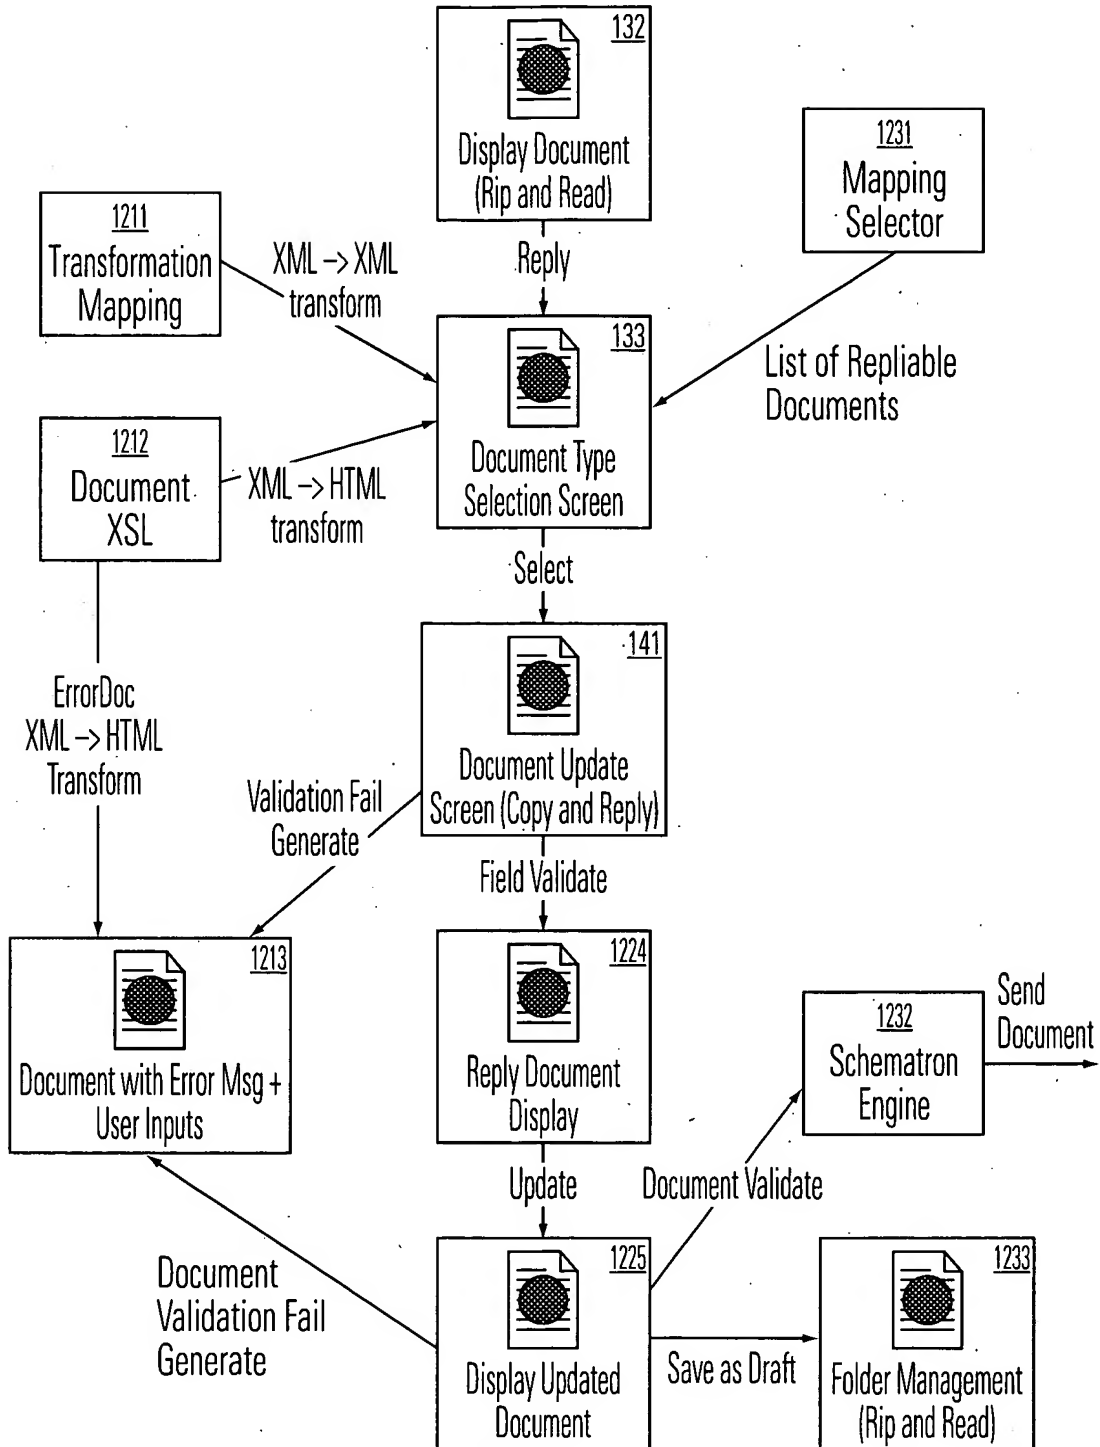 132
Display Document
(Rip and Read)
1231
Mapping
Selector
1211
Transformation
Mapping
XML –> XML
transform
Reply
133
Document Type
Selection Screen
List of Repliable
Documents
1212
Document
XSL
XML –> HTML
transform
Select
141
Document Update
Screen (Copy and Reply)
ErrorDoc
XML –> HTML
Transform
Validation Fail
Generate
Field Validate
1213
Document with Error Msg +
User Inputs
1224
Reply Document
Display
1232
Schematron
Engine
Send
Document
Update
Document Validate
Document
Validation Fail
Generate
1225
Display Updated
Document
Save as Draft
1233
Folder Management
(Rip and Read)